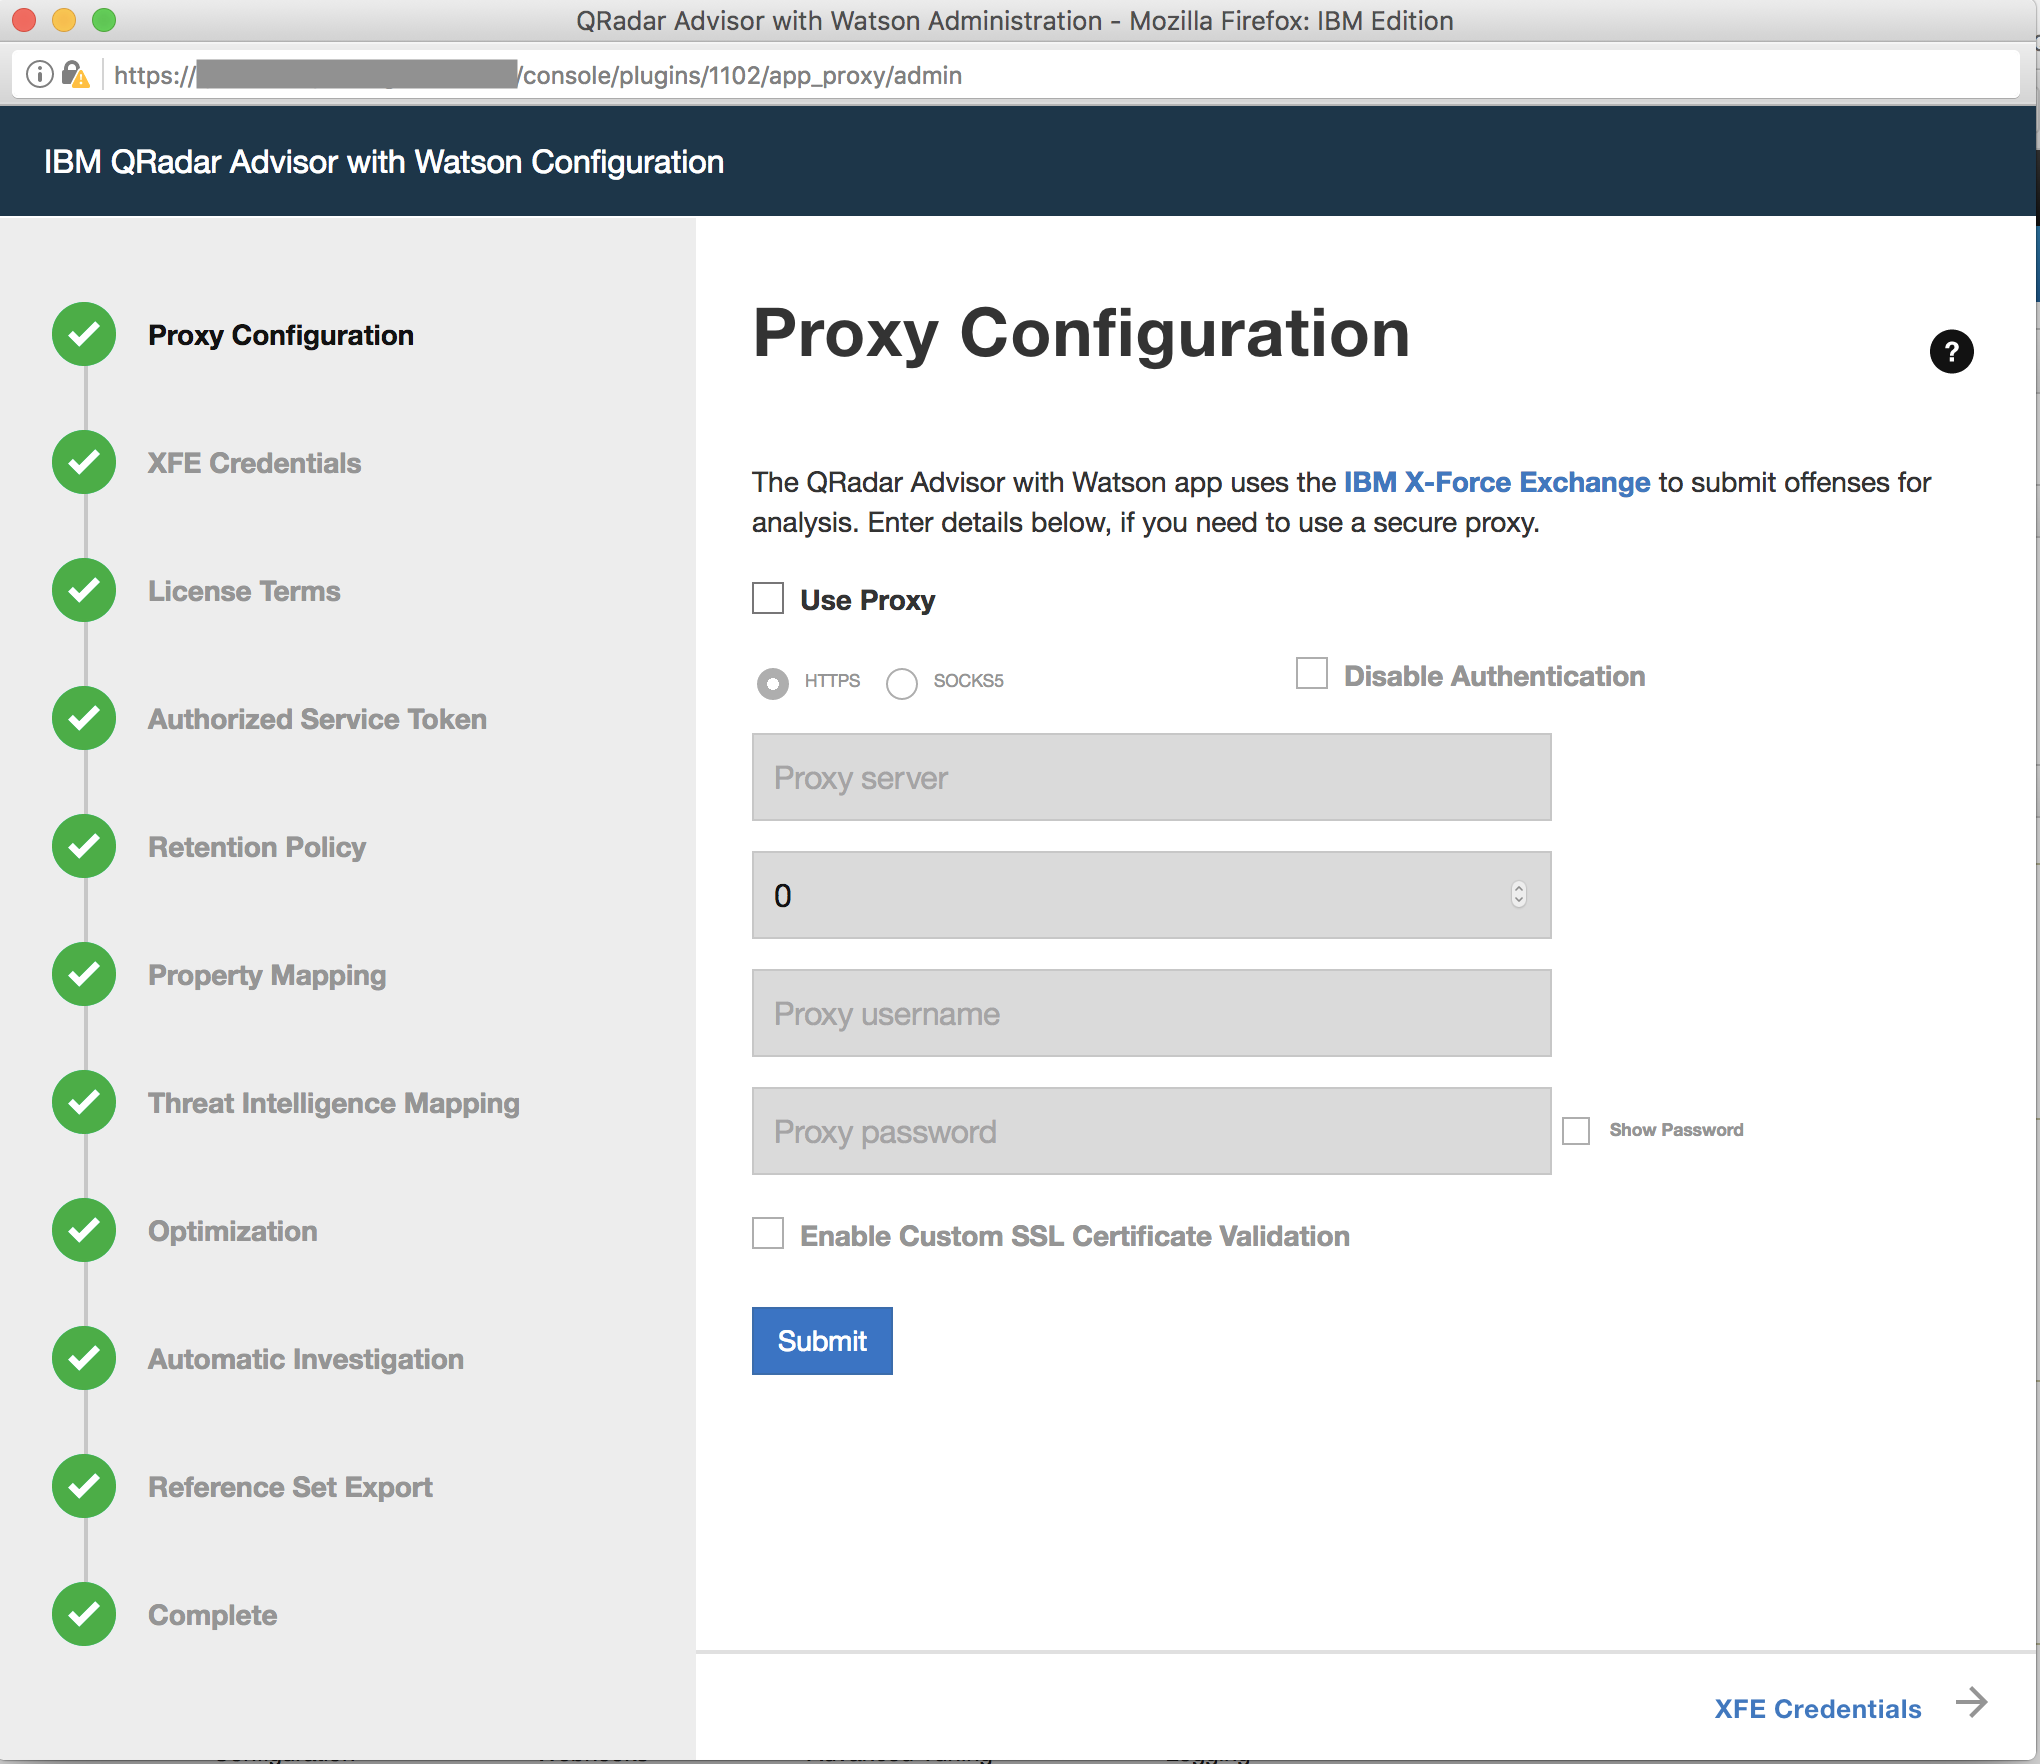 QRadar Advisor with Watson Administration - Mozilla Firefox: IBM Edition
https:// /console/plugins/1102/app_proxy/admin
IBM QRadar Advisor with Watson Configuration
Proxy Configuration
XFE Credentials
License Terms
Authorized Service Token
Retention Policy
Property Mapping
Threat Intelligence Mapping
Optimization
Automatic Investigation
Reference Set Export
Complete
Proxy Configuration
?
The QRadar Advisor with Watson app uses the IBM X-Force Exchange to submit offenses for
analysis. Enter details below, if you need to use a secure proxy.
Use Proxy
HTTPS SOCKS5 Disable Authentication
Proxy server
0
Proxy username
Proxy password Show Password
Enable Custom SSL Certificate Validation
Submit
XFE Credentials